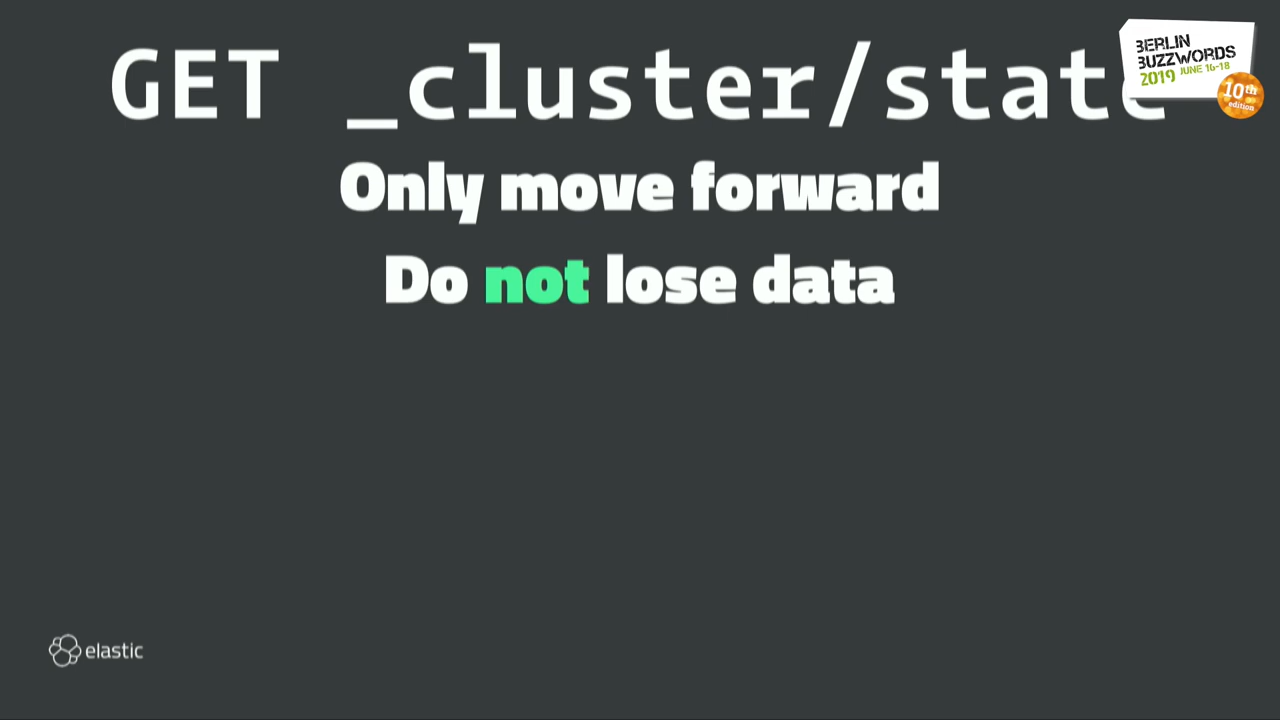 GET _cluster/state
BERLIN
BUZZWORDS
2019 JUNE 16-18
10th
edition
Only move forward
Do not lose data
elastic